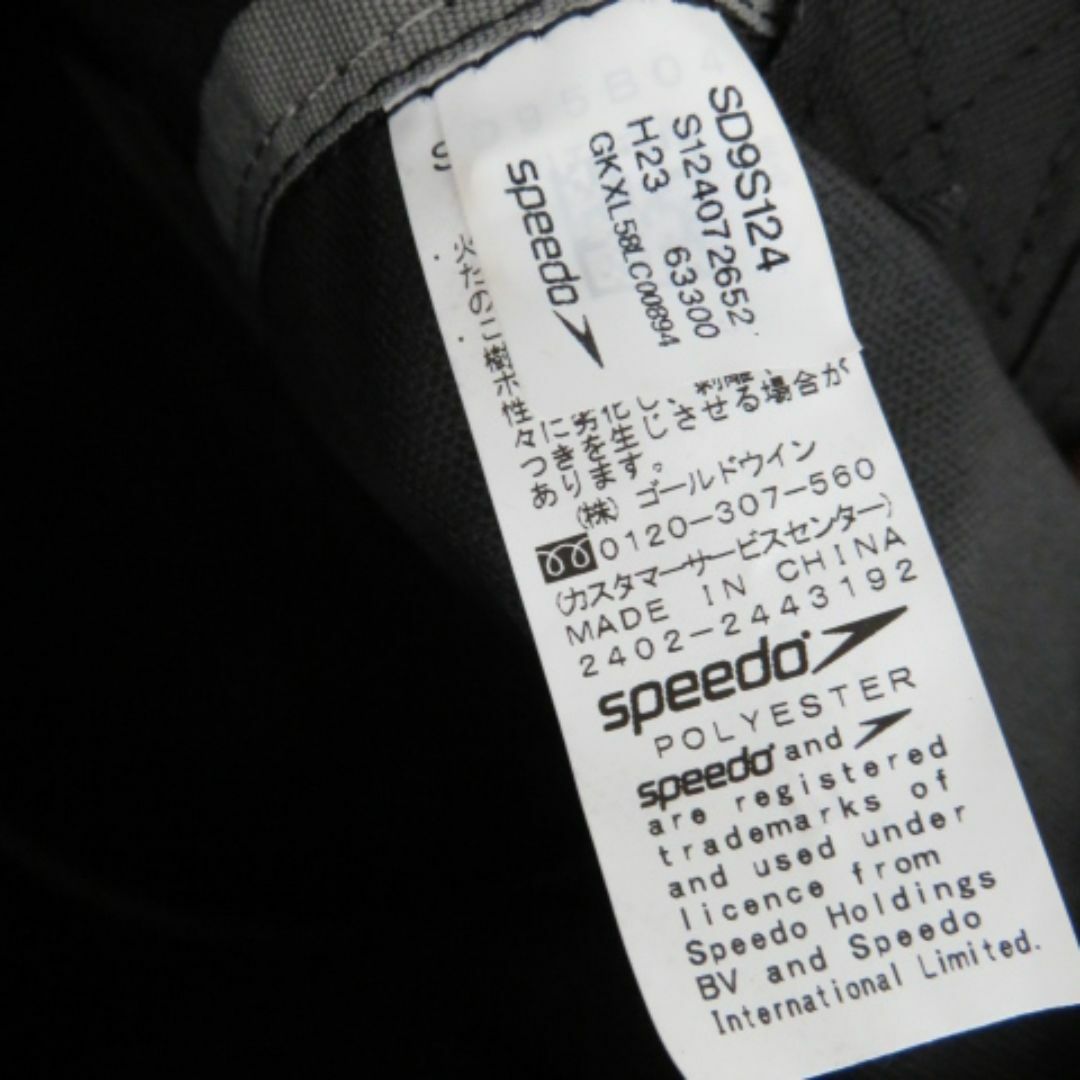 SD9S124
S124072652
H23 63300
GKXL58LC00894
speedo
性
々に劣化し、剥離
つきを生じさせる場合が
あります。
(株)ゴールドウイン
0120-307-560
(カスタマーサービスセンター)
MADE IN CHINA
2402-2443192
speedo
POLYESTER
speedo and
are registered
trademarks of
and used under
licence from
Speedo Holdings
BV and Speedo
International Limited.